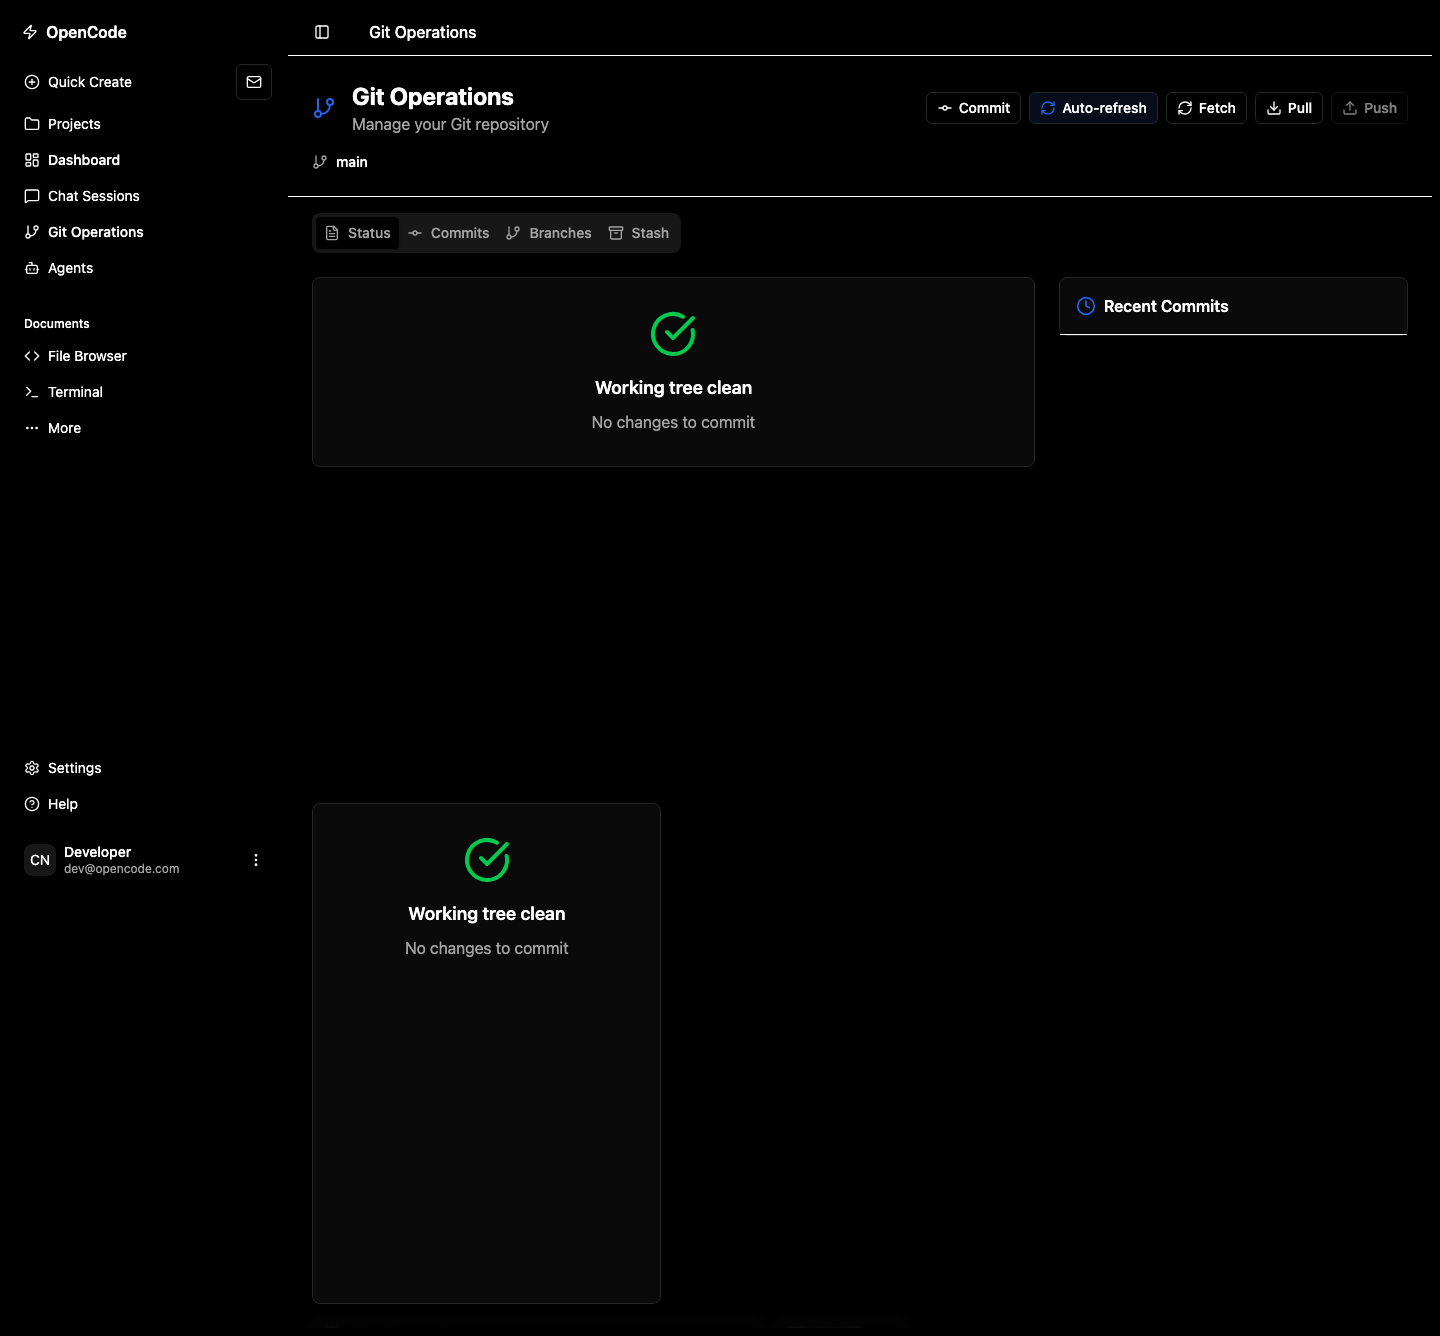 OpenCode
Quick Create
Projects
Dashboard
Chat Sessions
Git Operations
Agents
Documents
File Browser
Terminal
More
Settings
Help
CN
Developer
dev@opencode.com
Git Operations
Git Operations
Manage your Git repository
Commit
Auto-refresh
Fetch
Pull
Push
main
Status
Commits
Branches
Stash
Working tree clean
No changes to commit
Recent Commits
Working tree clean
No changes to commit